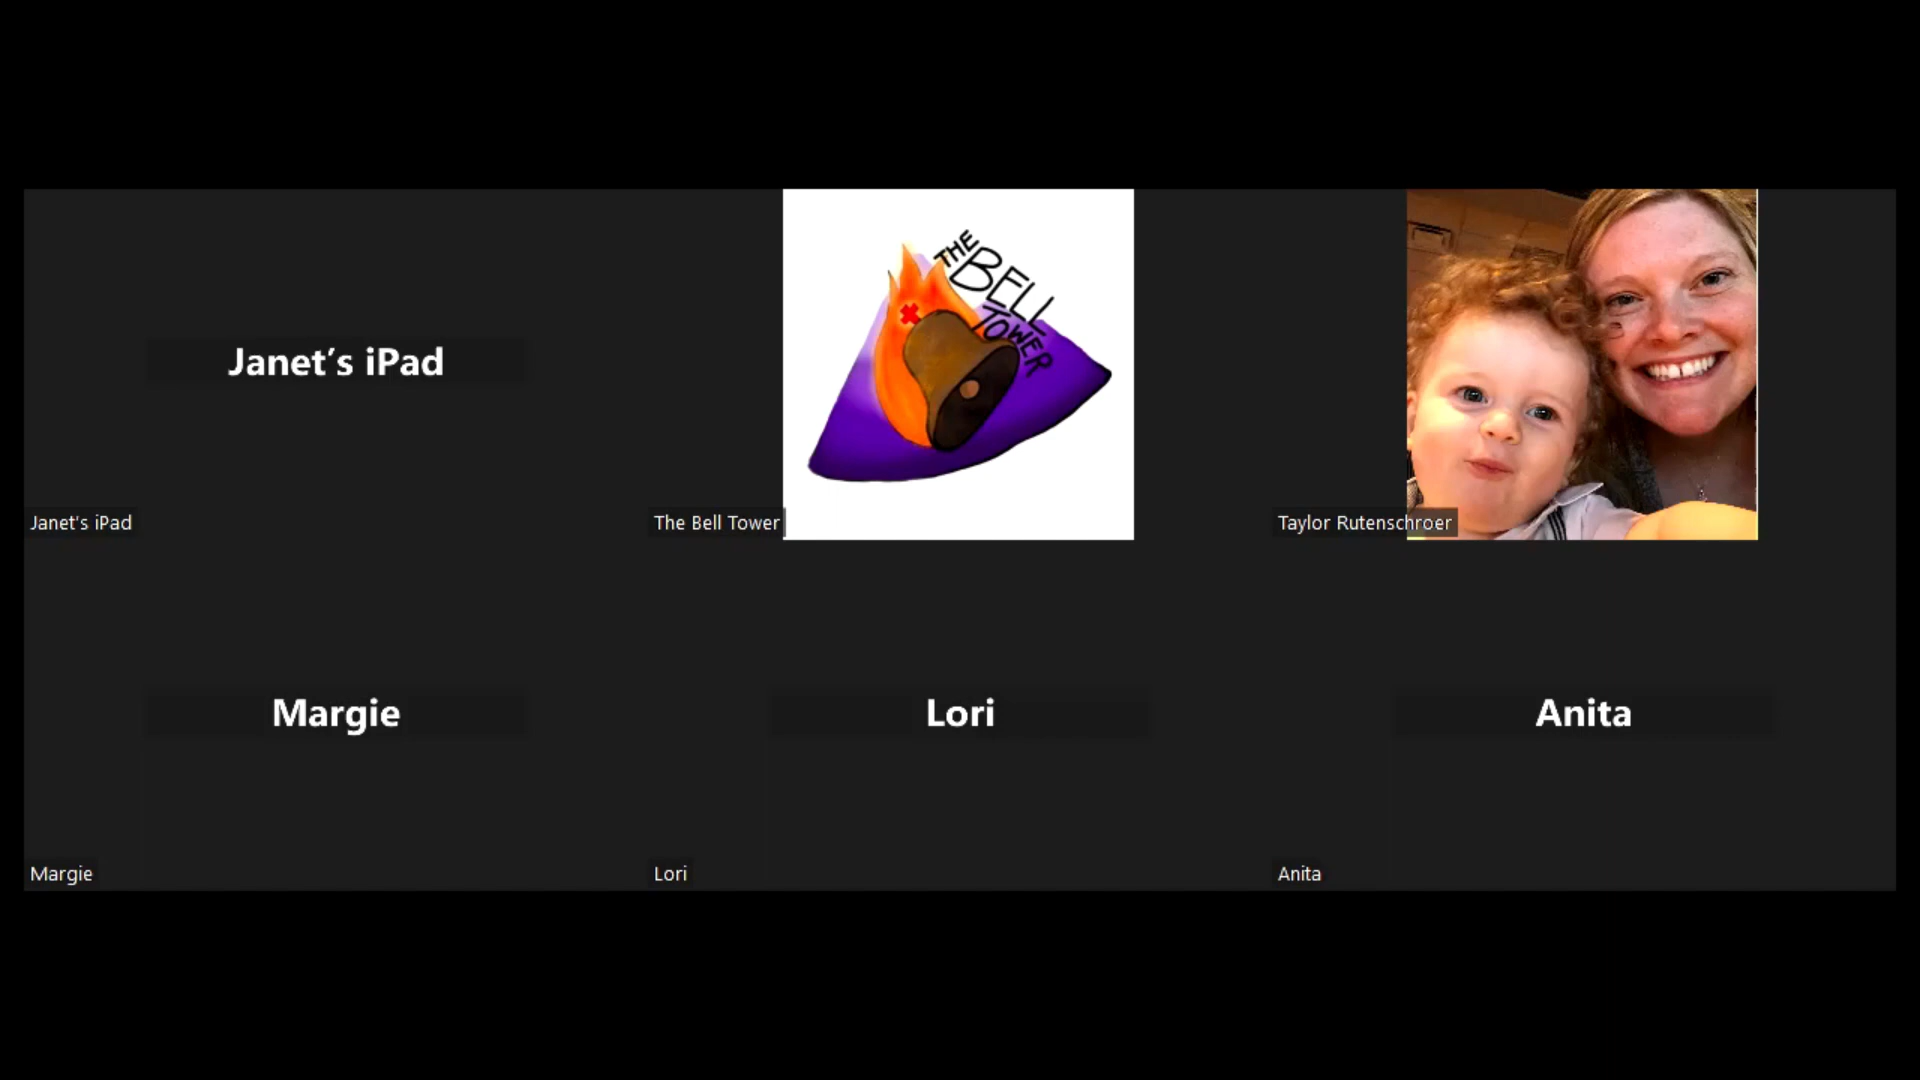 Janet’s iPad
Janet's iPad
THE
BELL
TOWER
The Bell Tower
Taylor Rutenschroer
Margie
Margie
Lori
Lori
Anita
Anita